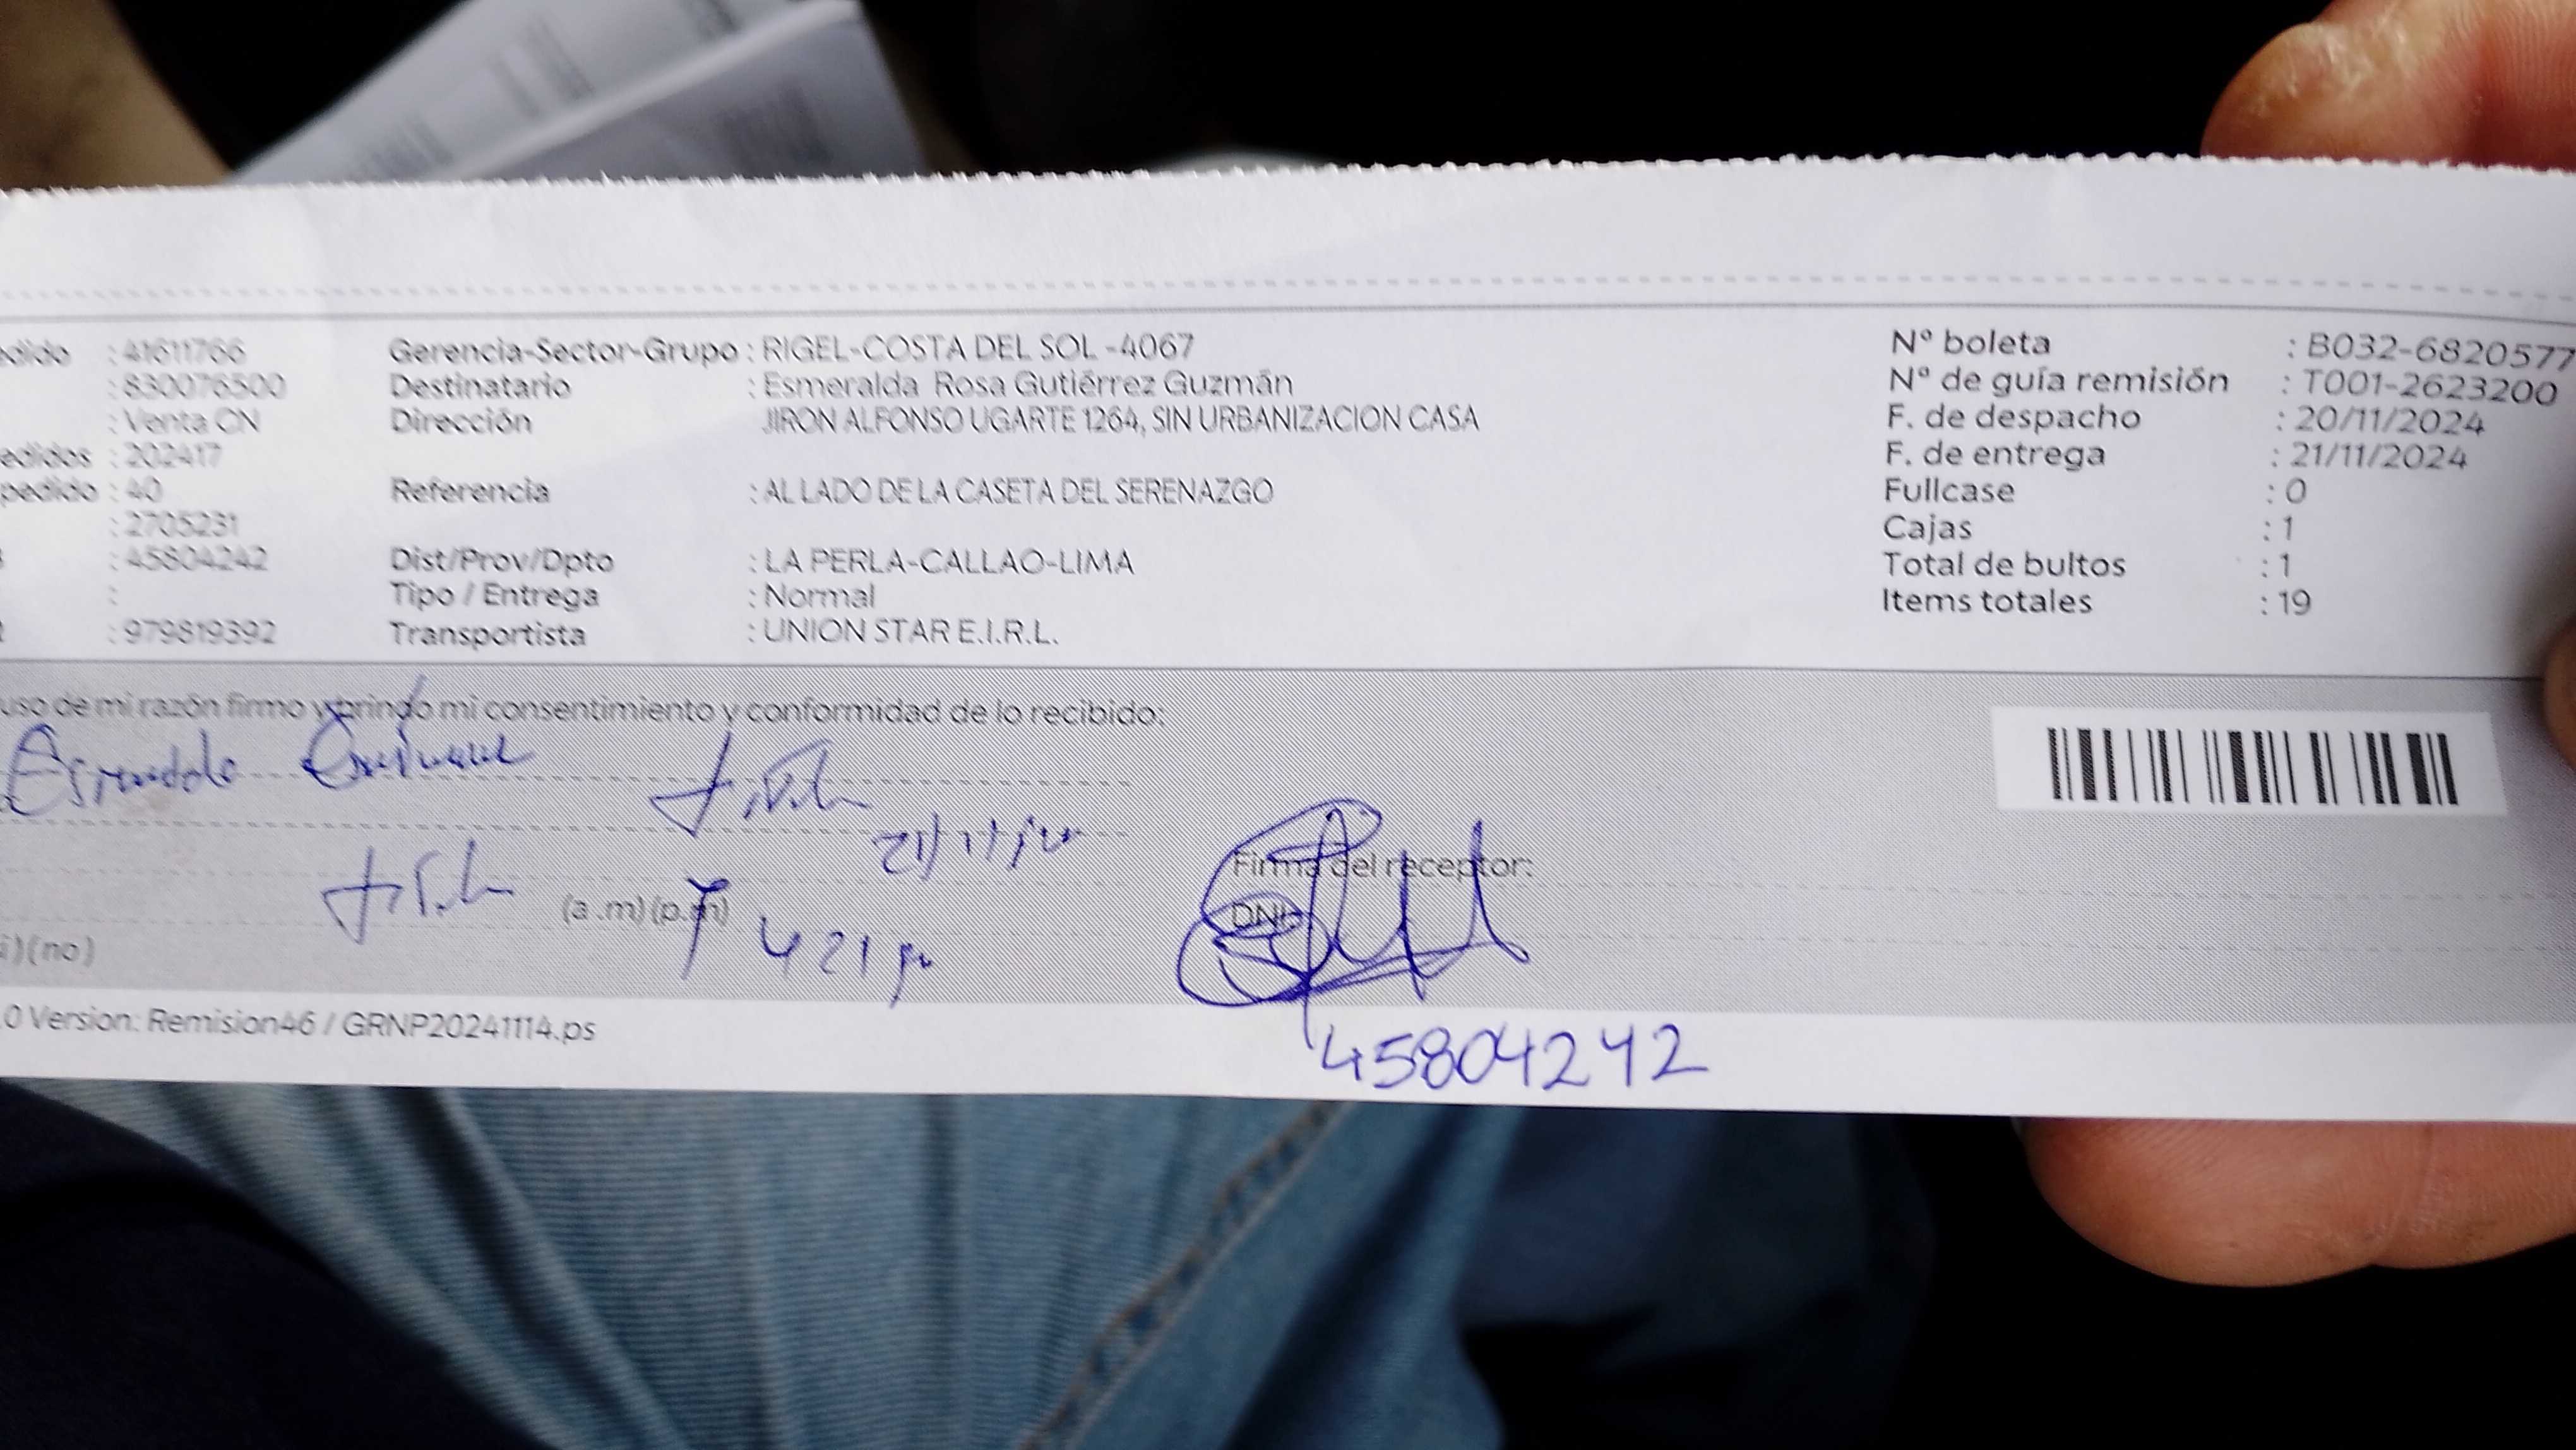 edido : 41611766
: 830076500
: Venta CN
edidos : 202417
pedido : 40
: 2705231
: 45804242
:
: 979819392
Gerencia-Sector-Grupo : RIGEL-COSTA DEL SOL -4067
Destinatario : Esmeralda Rosa Gutiérrez Guzmán
Dirección JIRON ALFONSO UGARTE 1264, SIN URBANIZACION CASA
Referencia : AL LADO DE LA CASETA DEL SERENAZGO
Dist/Prov/Dpto : LA PERLA-CALLAO-LIMA
Tipo / Entrega : Normal
Transportista : UNION STAR E.I.R.L.
Nº boleta : B032-6820577
Nº de guía remisión : T001-2623200
F. de despacho : 20/11/2024
F. de entrega : 21/11/2024
Fullcase : 0
Cajas : 1
Total de bultos : 1
Items totales : 19
uso de mi razón firmo y brindo mi consentimiento y conformidad de lo recibido:
Firma del receptor:
(a .m) (p.m)
DNI:
4 21 pm
i) (no)
.0 Version: Remision46 / GRNP20241114.ps
45804242